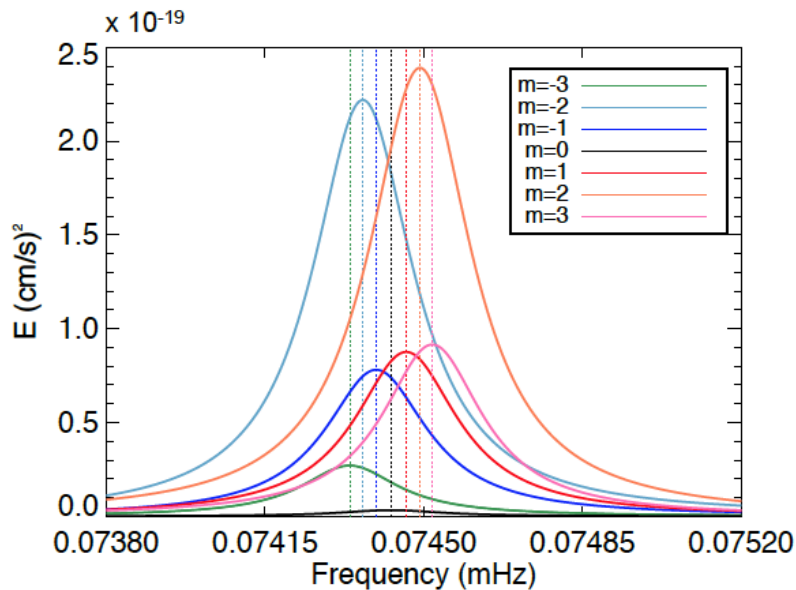 x 10⁻¹⁹
2.5
2.0
1.5
1.0
0.5
0.0
E (cm/s)²
m=-3
m=-2
m=-1
m=0
m=1
m=2
m=3
0.07380 0.07415 0.07450 0.07485 0.07520
Frequency (mHz)